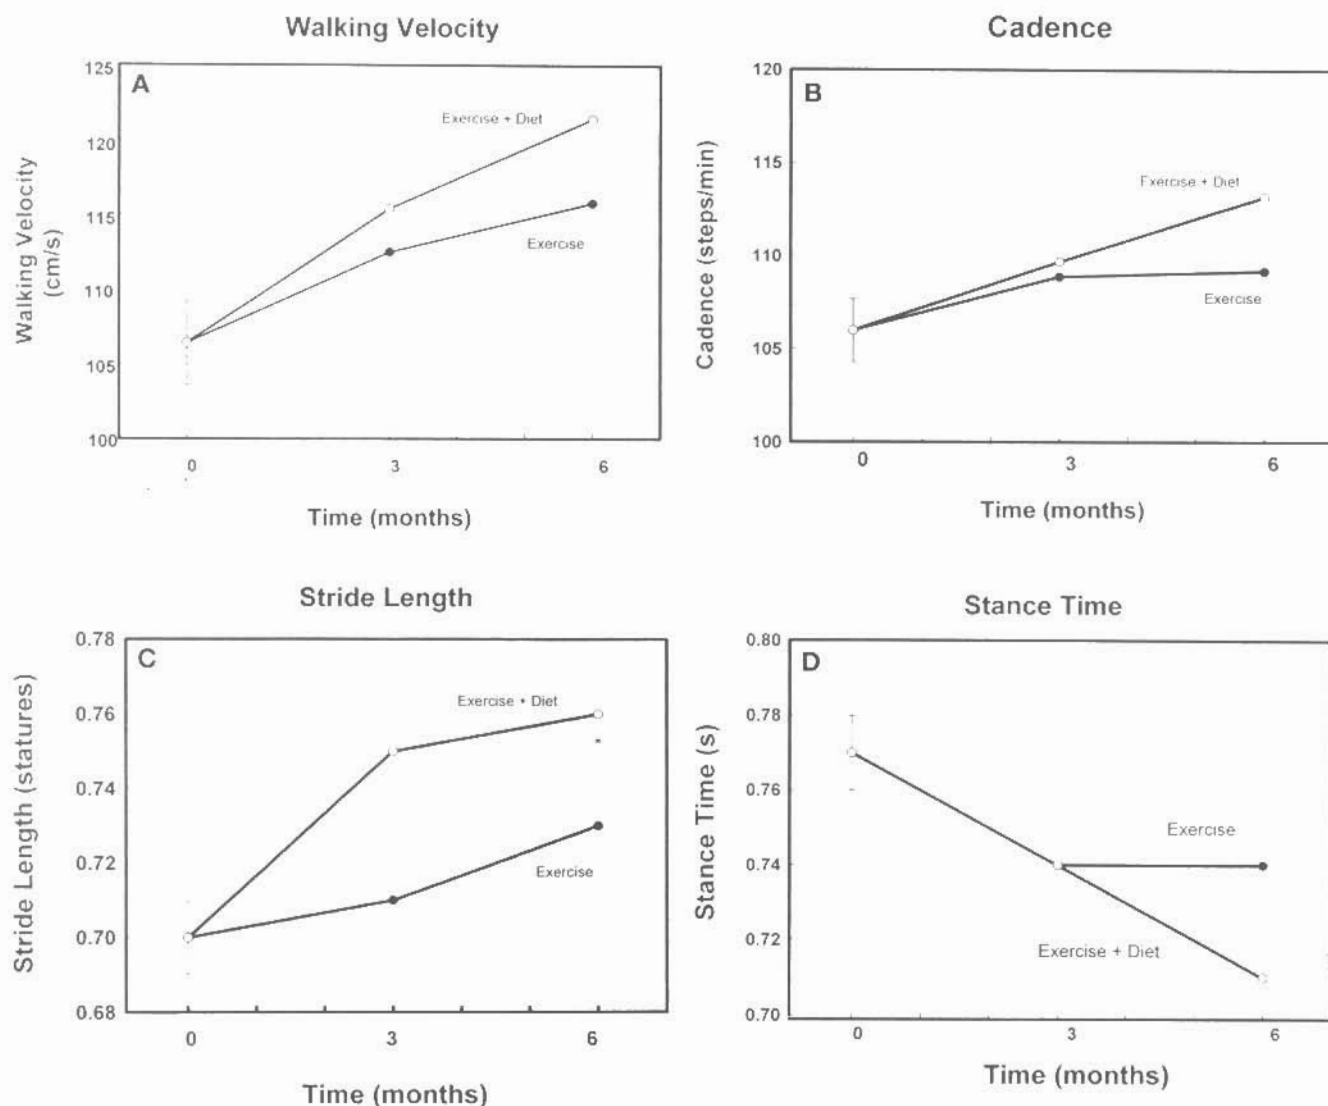 Walking Velocity
A
Walking Velocity
(cm/s)
125
120
115
110
105
100
Exercise + Diet
Exercise
0 3 6
Time (months)
Cadence
B
Cadence (steps/min)
120
115
110
105
100
Exercise + Diet
Exercise
0 3 6
Time (months)
Stride Length
C
Stride Length (statures)
0.78
0.76
0.74
0.72
0.70
0.68
Exercise + Diet
Exercise
0 3 6
Time (months)
Stance Time
D
Stance Time (s)
0.80
0.78
0.76
0.74
0.72
0.70
Exercise
Exercise + Diet
0 3 6
Time (months)